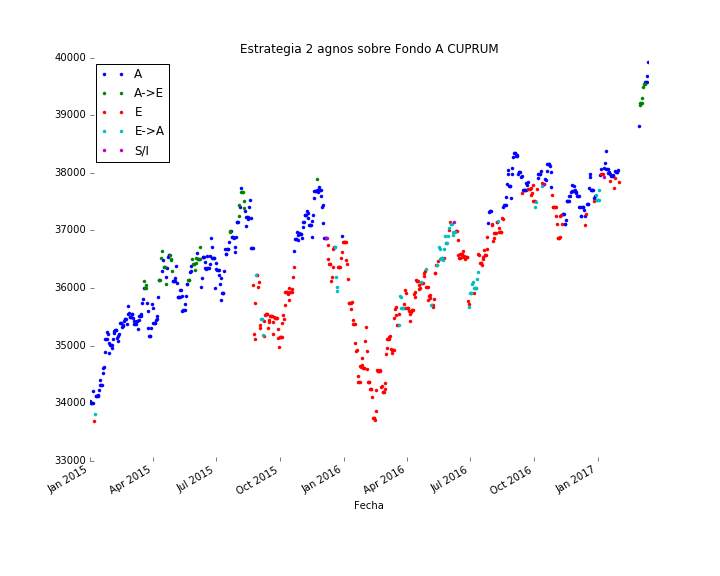 Estrategia 2 agnos sobre Fondo A CUPRUM
40000
39000
38000
37000
36000
35000
34000
33000
A
A->E
E
E->A
S/I
Jan 2015
Apr 2015
Jul 2015
Oct 2015
Jan 2016
Apr 2016
Jul 2016
Oct 2016
Jan 2017
Fecha